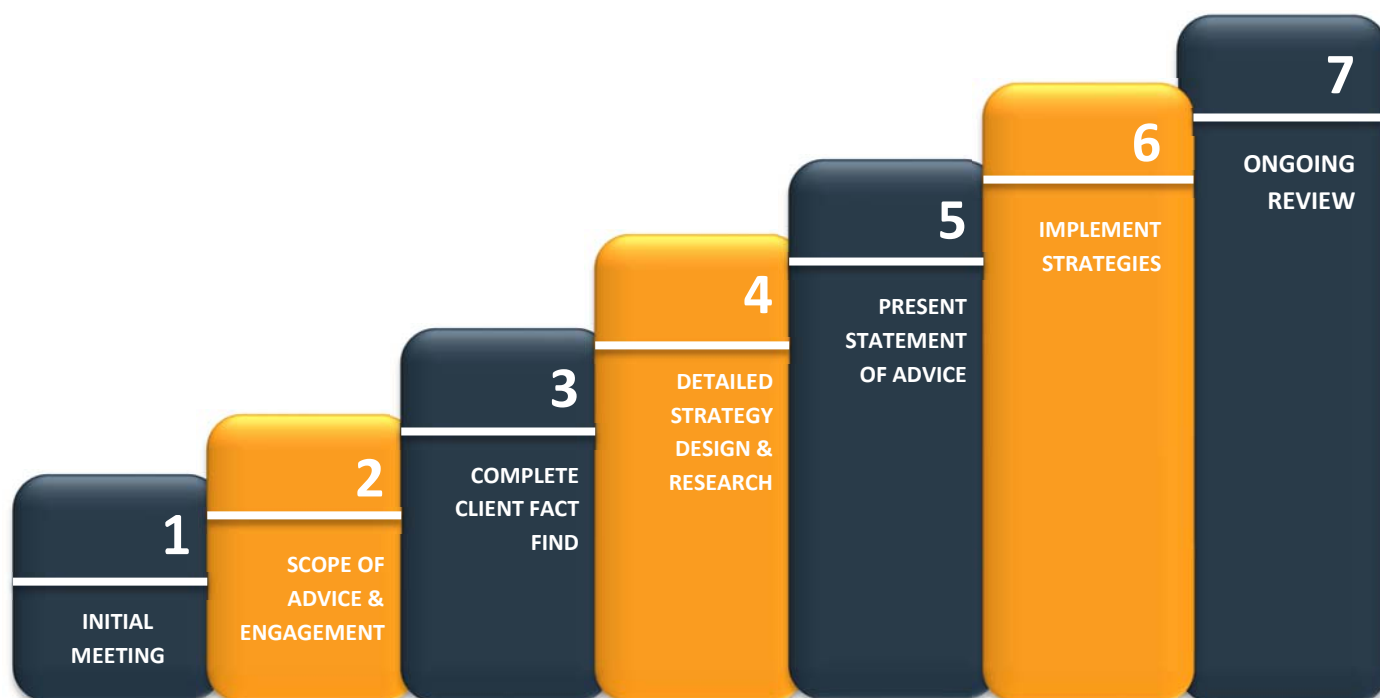 1
INITIAL
MEETING
2
SCOPE OF
ADVICE &
ENGAGEMENT
3
COMPLETE
CLIENT FACT
FIND
4
DETAILED
STRATEGY
DESIGN &
RESEARCH
5
PRESENT
STATEMENT
OF ADVICE
6
IMPLEMENT
STRATEGIES
7
ONGOING
REVIEW